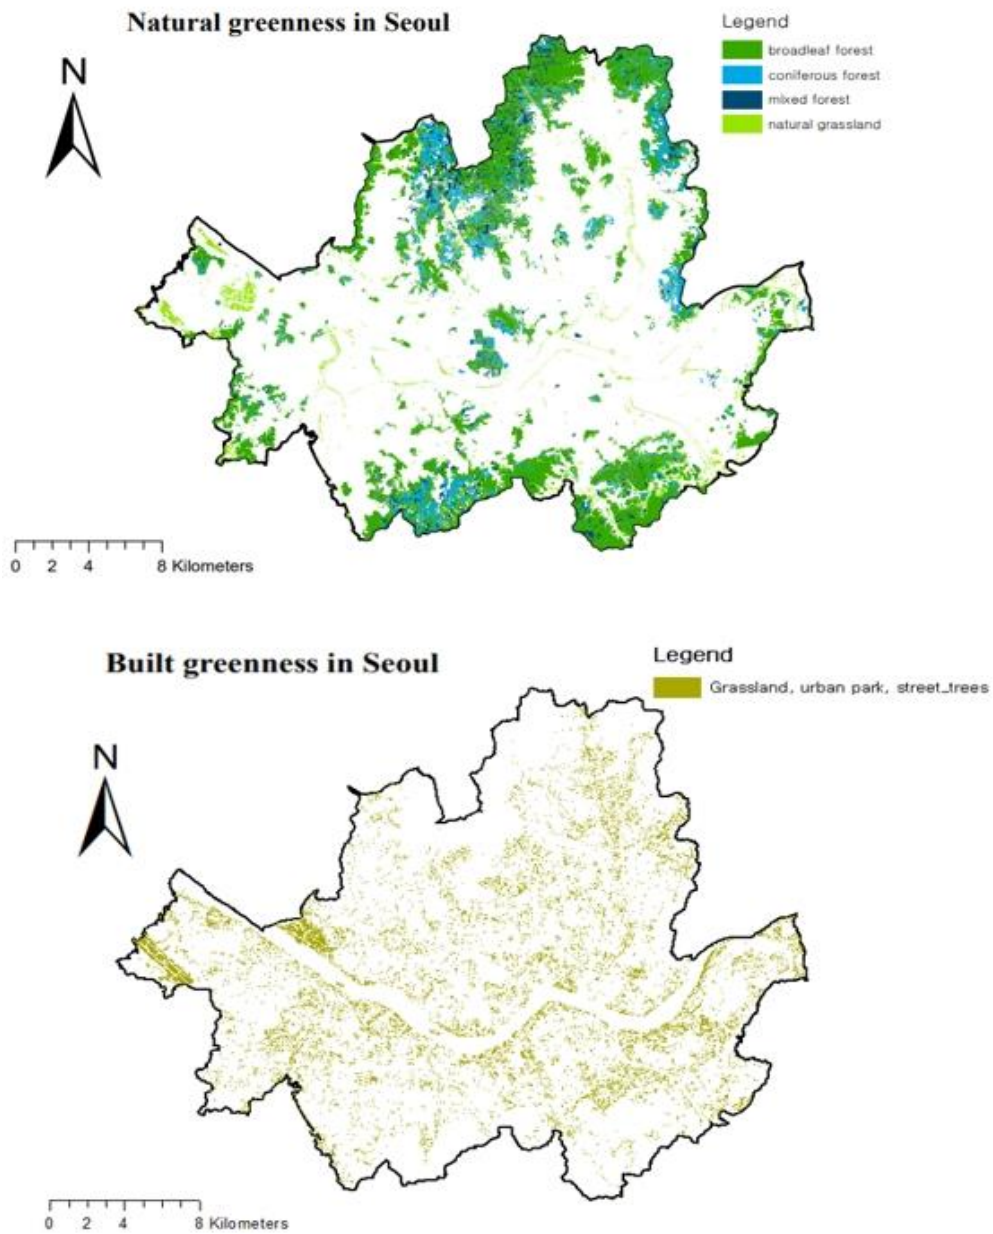 Natural greenness in Seoul
Legend
broadleaf forest
coniferous forest
mixed forest
natural grassland
N
0 2 4 8 Kilometers
Built greenness in Seoul
Legend
Grassland, urban park, street_trees
N
0 2 4 8 Kilometers